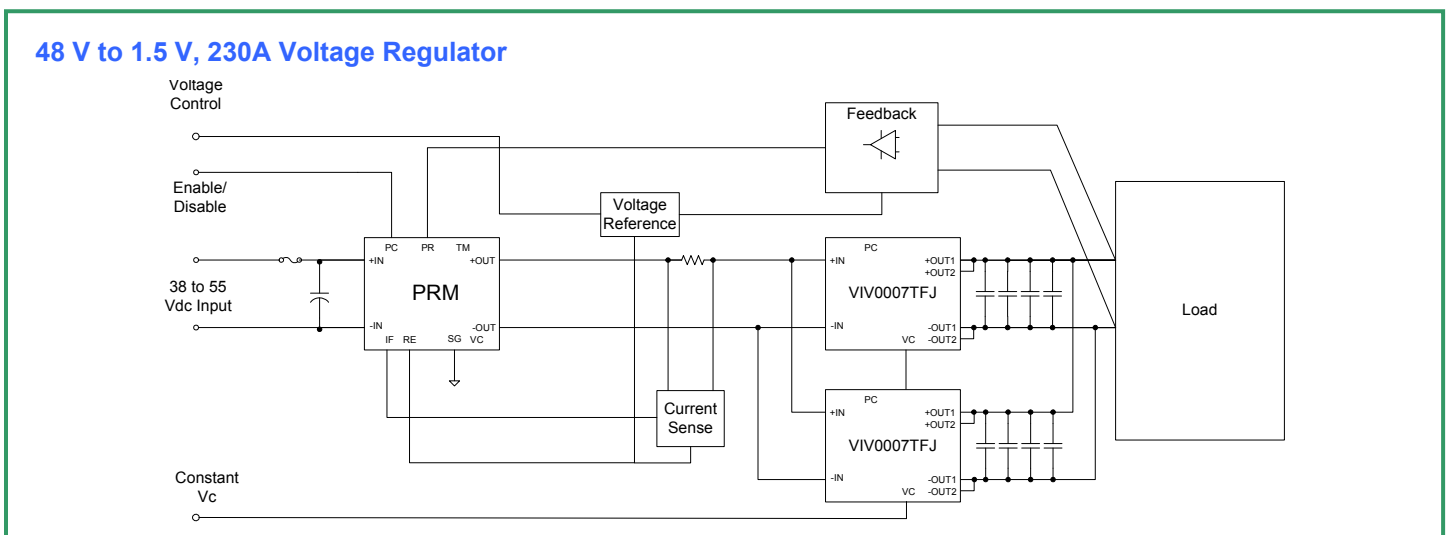 48 V to 1.5 V, 230A Voltage Regulator
Voltage
Control
Enable/
Disable
38 to 55
Vdc Input
Constant
Vc
PC PR TM
+IN +OUT
PRM
-IN -OUT
IF RE SG VC
Voltage
Reference
Current
Sense
Feedback
PC
+IN +OUT1
+OUT2
VIV0007TFJ
-IN -OUT1
VC -OUT2
PC
+IN +OUT1
+OUT2
VIV0007TFJ
-IN -OUT1
VC -OUT2
Load